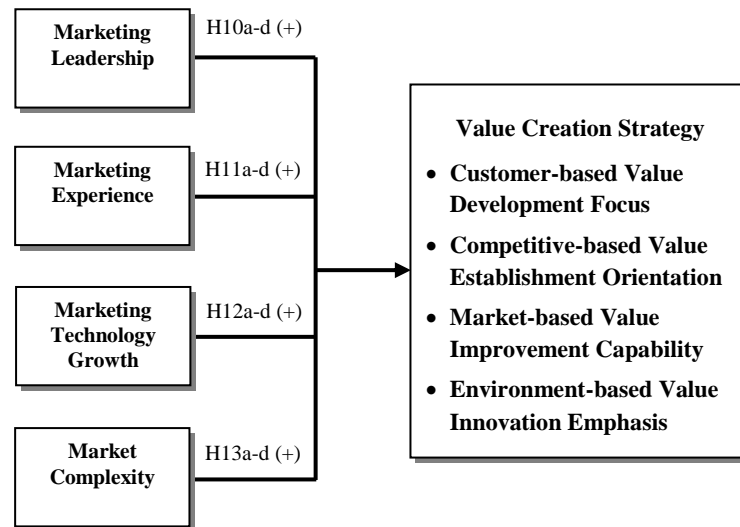 Marketing
Leadership
H10a-d (+)
Marketing
Experience
H11a-d (+)
Marketing
Technology
Growth
H12a-d (+)
Market
Complexity
H13a-d (+)
Value Creation Strategy
• Customer-based Value
Development Focus
• Competitive-based Value
Establishment Orientation
• Market-based Value
Improvement Capability
• Environment-based Value
Innovation Emphasis